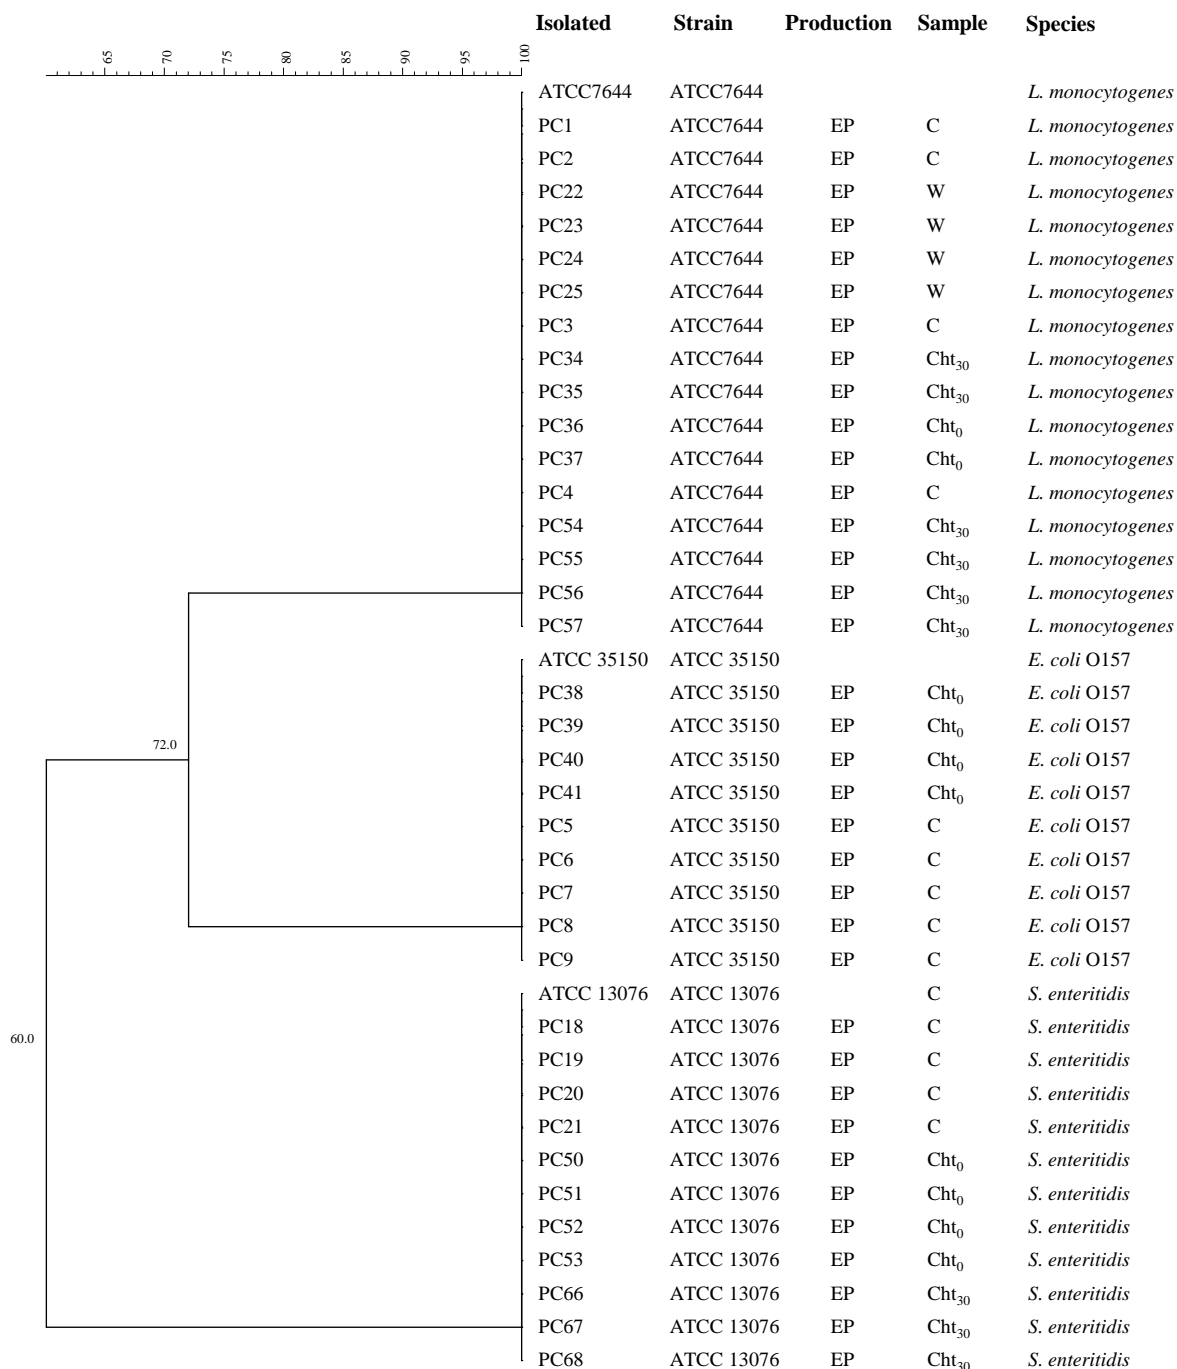 Isolated Strain Production Sample Species
65 70 75 80 85 90 95 100
ATCC7644 ATCC7644 L. monocytogenes
PC1 ATCC7644 EP C L. monocytogenes
PC2 ATCC7644 EP C L. monocytogenes
PC22 ATCC7644 EP W L. monocytogenes
PC23 ATCC7644 EP W L. monocytogenes
PC24 ATCC7644 EP W L. monocytogenes
PC25 ATCC7644 EP W L. monocytogenes
PC3 ATCC7644 EP C L. monocytogenes
PC34 ATCC7644 EP Cht30 L. monocytogenes
PC35 ATCC7644 EP Cht30 L. monocytogenes
PC36 ATCC7644 EP Cht0 L. monocytogenes
PC37 ATCC7644 EP Cht0 L. monocytogenes
PC4 ATCC7644 EP C L. monocytogenes
PC54 ATCC7644 EP Cht30 L. monocytogenes
PC55 ATCC7644 EP Cht30 L. monocytogenes
PC56 ATCC7644 EP Cht30 L. monocytogenes
PC57 ATCC7644 EP Cht30 L. monocytogenes
ATCC 35150 ATCC 35150 E. coli O157
PC38 ATCC 35150 EP Cht0 E. coli O157
PC39 ATCC 35150 EP Cht0 E. coli O157
72.0
PC40 ATCC 35150 EP Cht0 E. coli O157
PC41 ATCC 35150 EP Cht0 E. coli O157
PC5 ATCC 35150 EP C E. coli O157
PC6 ATCC 35150 EP C E. coli O157
PC7 ATCC 35150 EP C E. coli O157
PC8 ATCC 35150 EP C E. coli O157
PC9 ATCC 35150 EP C E. coli O157
ATCC 13076 ATCC 13076 C S. enteritidis
PC18 ATCC 13076 EP C S. enteritidis
60.0
PC19 ATCC 13076 EP C S. enteritidis
PC20 ATCC 13076 EP C S. enteritidis
PC21 ATCC 13076 EP C S. enteritidis
PC50 ATCC 13076 EP Cht0 S. enteritidis
PC51 ATCC 13076 EP Cht0 S. enteritidis
PC52 ATCC 13076 EP Cht0 S. enteritidis
PC53 ATCC 13076 EP Cht0 S. enteritidis
PC66 ATCC 13076 EP Cht30 S. enteritidis
PC67 ATCC 13076 EP Cht30 S. enteritidis
PC68 ATCC 13076 EP Cht30 S. enteritidis